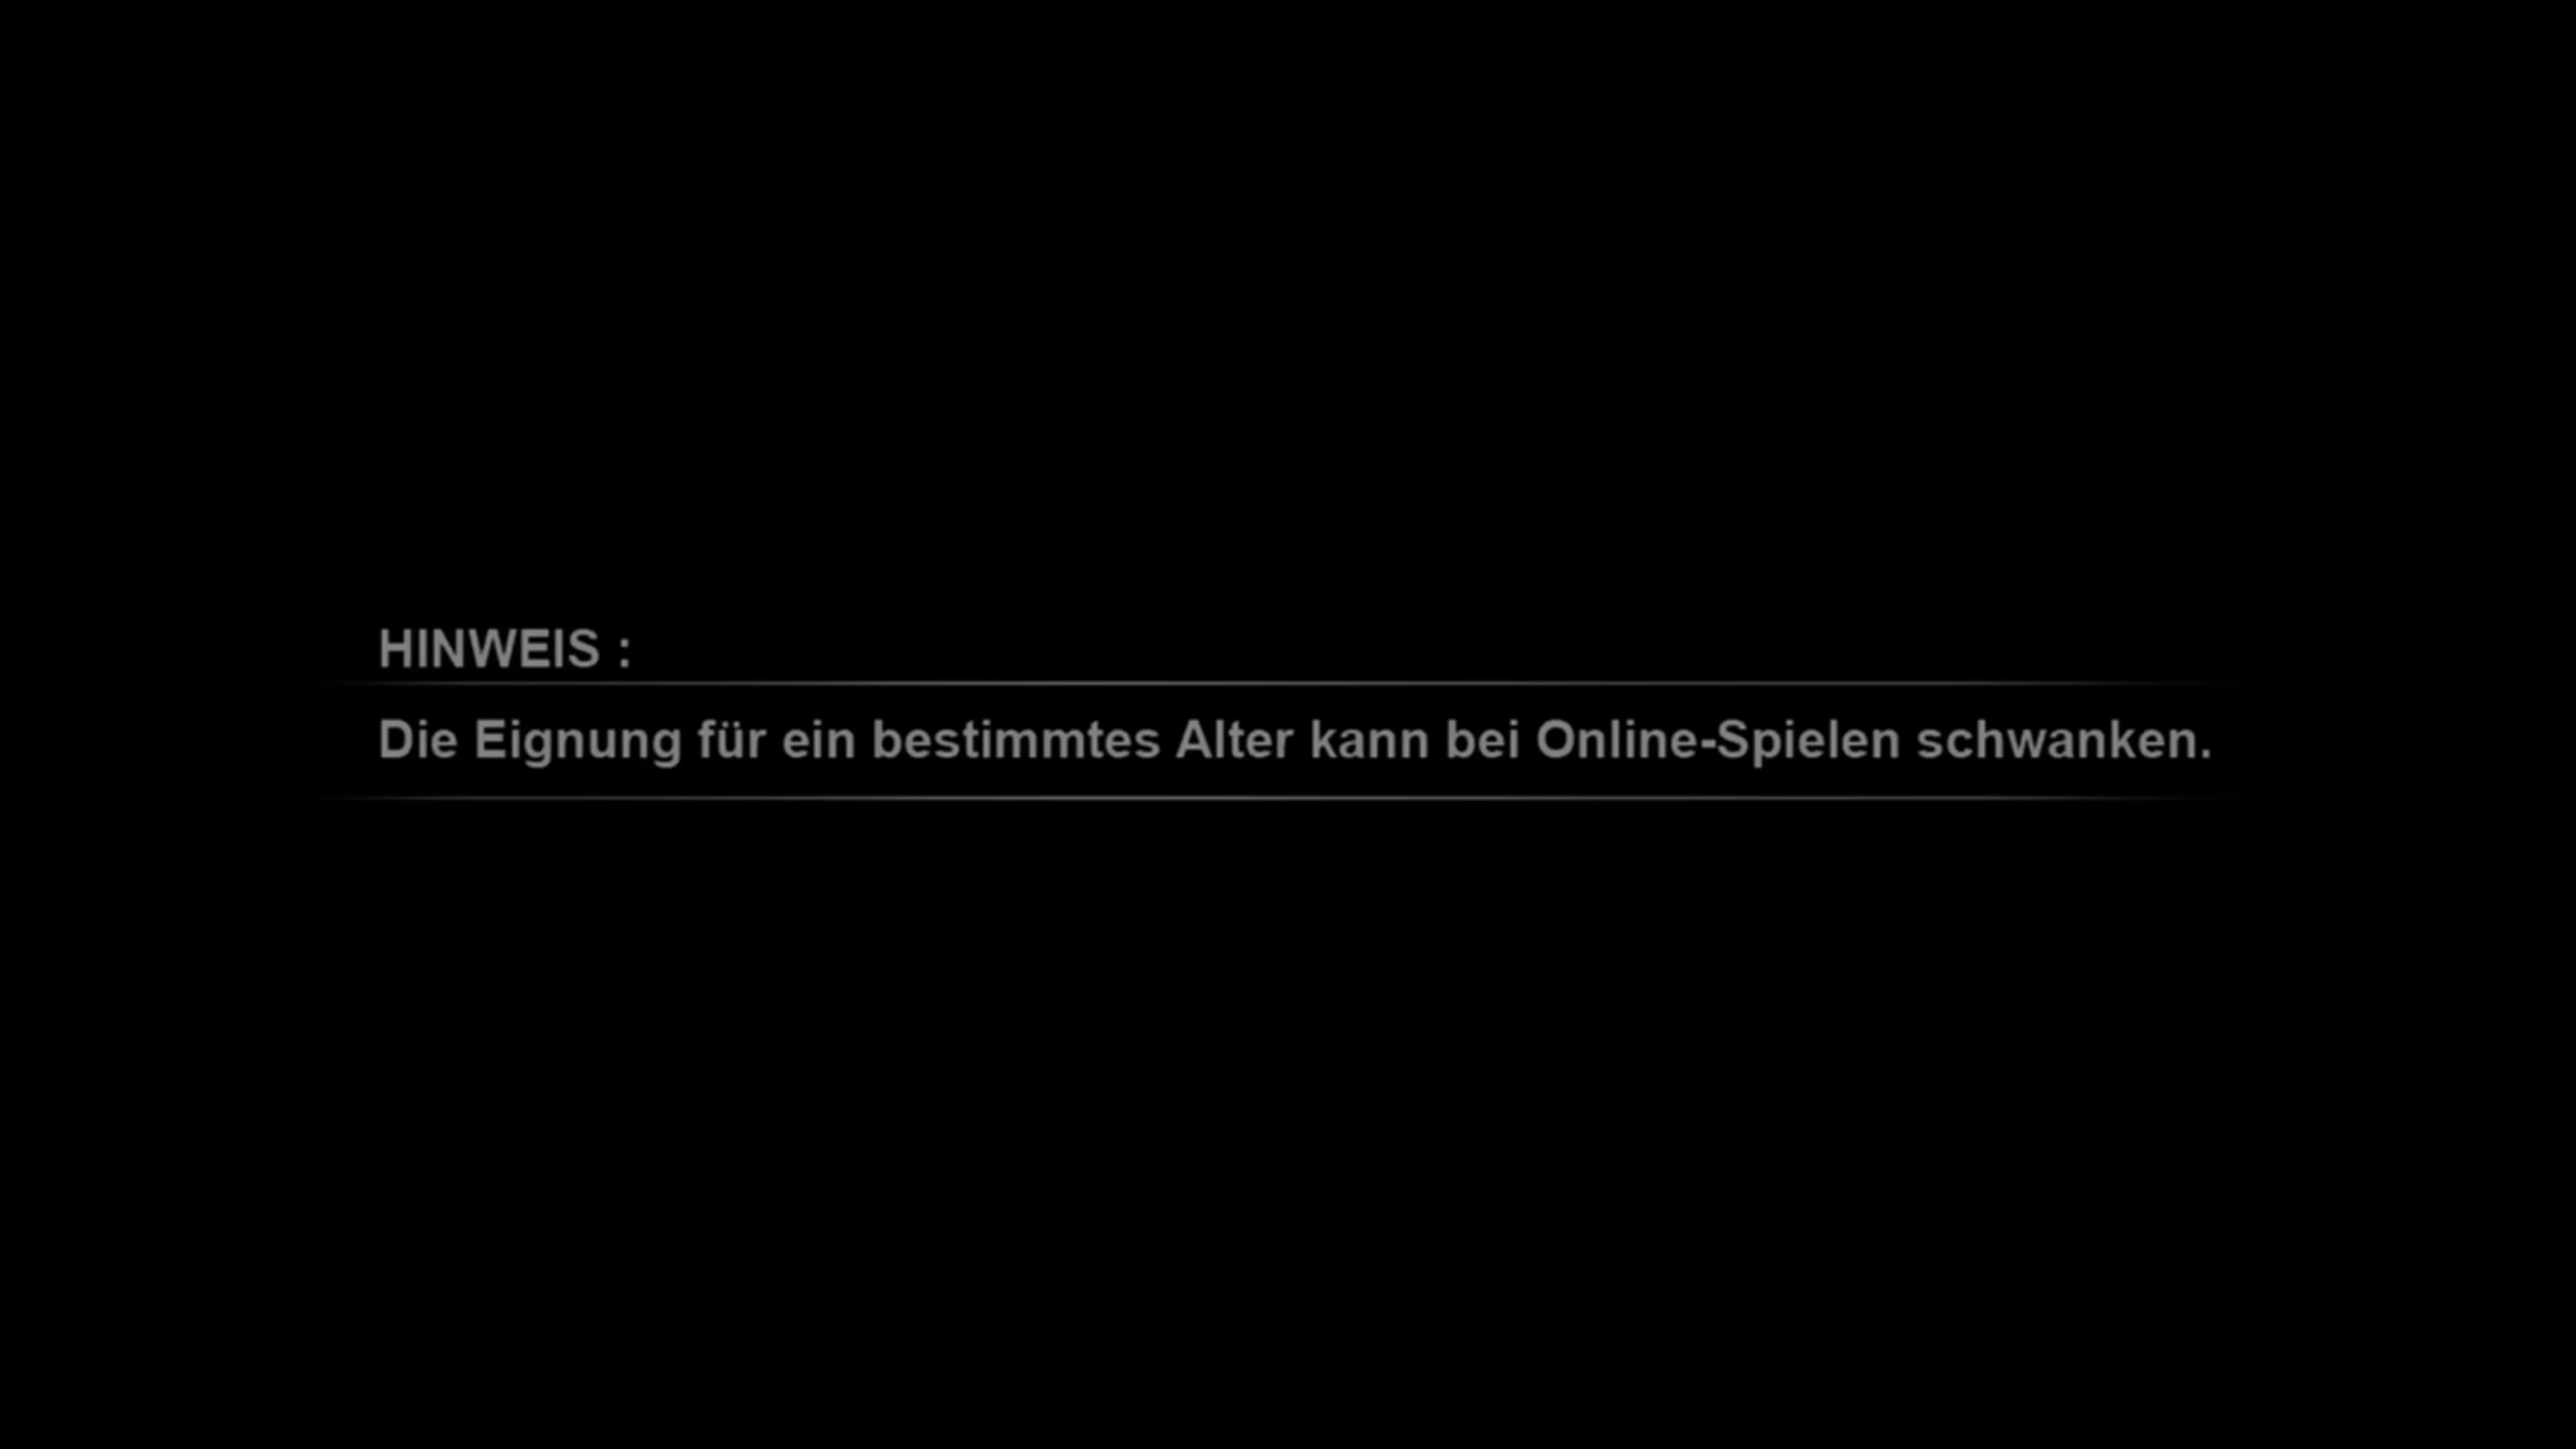 HINWEIS :
Die Eignung für ein bestimmtes Alter kann bei Online-Spielen schwanken.